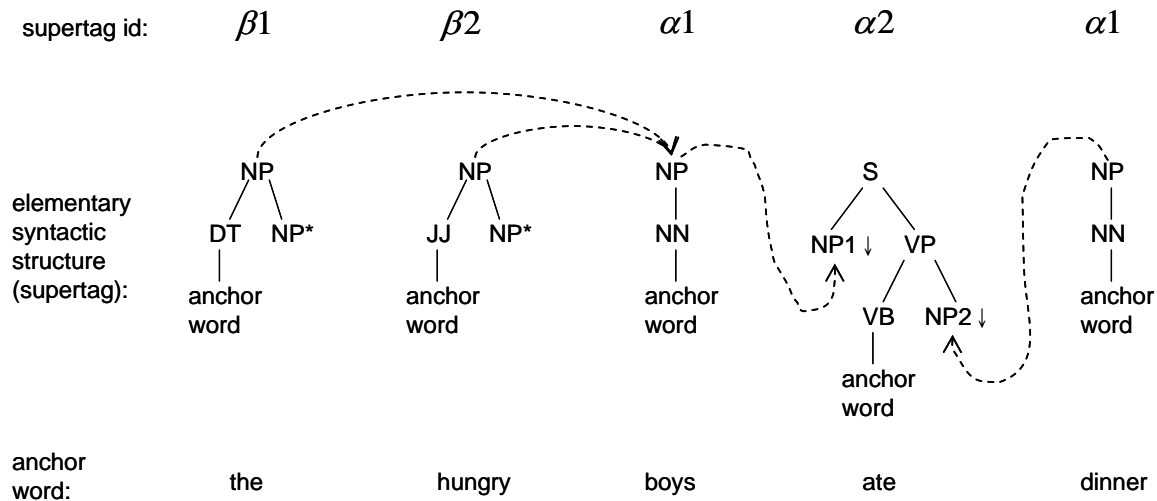 supertag id: β1 β2 α1 α2 α1
NP NP NP S NP
elementary
syntactic
structure
(supertag):
DT NP* JJ NP* NN NP1↓ VP NN
anchor word
anchor word
anchor word
VB NP2↓
anchor word
anchor word
anchor
word:
the hungry boys ate dinner